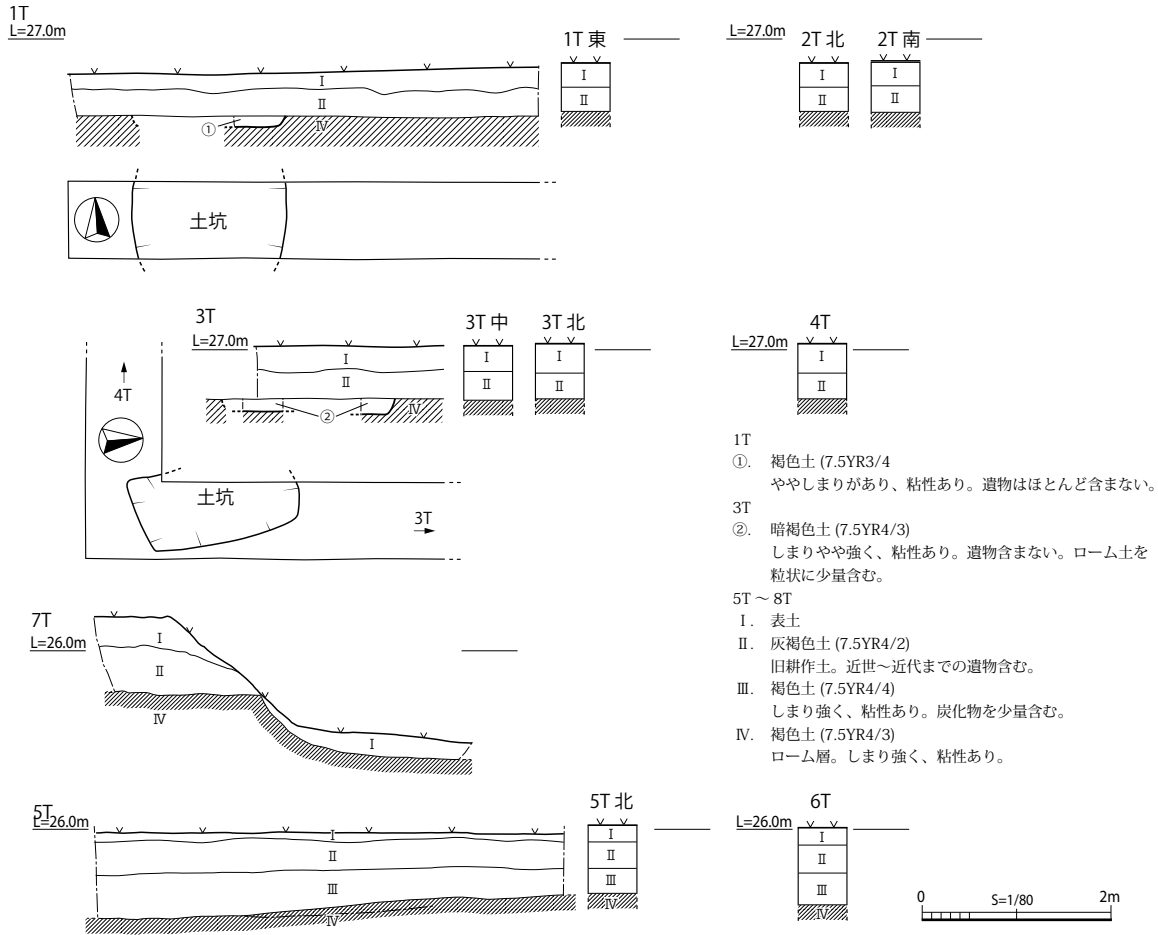 1T
L=27.0m
1T 東
L=27.0m
2T 北
2T 南
Ⅰ
Ⅱ
①
Ⅳ
Ⅰ
Ⅱ
Ⅰ
Ⅱ
Ⅰ
Ⅱ
土坑
3T
L=27.0m
3T 中
3T 北
4T
L=27.0m
Ⅰ
Ⅱ
②
Ⅳ
Ⅰ
Ⅱ
Ⅰ
Ⅱ
Ⅰ
Ⅱ
4T
土坑
3T
1T
①. 褐色土 (7.5YR3/4
ややしまりがあり、粘性あり。遺物はほとんど含まない。
3T
②. 暗褐色土 (7.5YR4/3)
しまりやや強く、粘性あり。遺物含まない。ローム土を
粒状に少量含む。
5T ～ 8T
Ⅰ. 表土
Ⅱ. 灰褐色土 (7.5YR4/2)
旧耕作土。近世～近代までの遺物含む。
Ⅲ. 褐色土 (7.5YR4/4)
しまり強く、粘性あり。炭化物を少量含む。
Ⅳ. 褐色土 (7.5YR4/3)
ローム層。しまり強く、粘性あり。
7T
L=26.0m
Ⅰ
Ⅱ
Ⅳ
Ⅰ
5T
L=26.0m
5T 北
6T
L=26.0m
Ⅰ
Ⅱ
Ⅲ
Ⅳ
Ⅰ
Ⅱ
Ⅲ
Ⅳ
Ⅰ
Ⅱ
Ⅲ
Ⅳ
0
S=1/80
2m